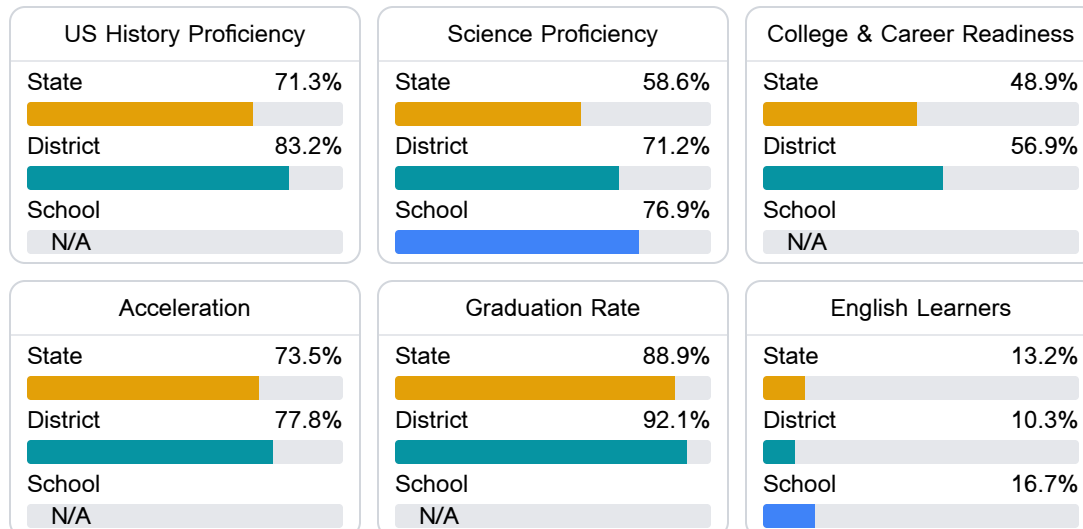 US History Proficiency
State 71.3%
District 83.2%
School
N/A
Science Proficiency
State 58.6%
District 71.2%
School 76.9%
College & Career Readiness
State 48.9%
District 56.9%
School
N/A
Acceleration
State 73.5%
District 77.8%
School
N/A
Graduation Rate
State 88.9%
District 92.1%
School
N/A
English Learners
State 13.2%
District 10.3%
School 16.7%